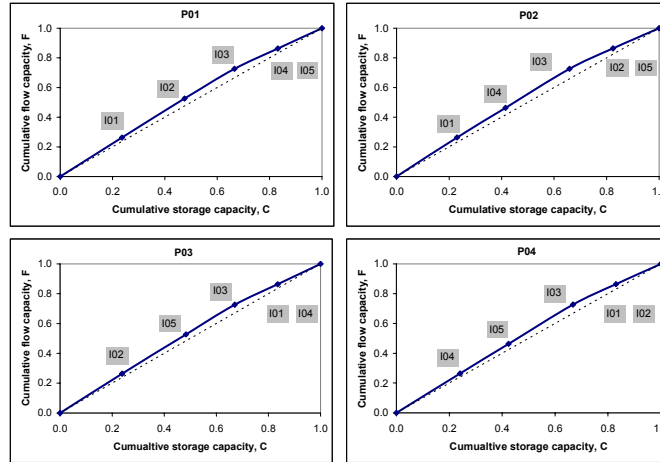 P01
Cumulative flow capacity, F
1.0
0.8
0.6
0.4
0.2
0.0
I03
I02
I04 I05
I01
0.0 0.2 0.4 0.6 0.8 1.0
Cumulative storage capacity, C
P02
Cumulative flow capacity, F
1.0
0.8
0.6
0.4
0.2
0.0
I03
I02 I05
I04
I01
0.0 0.2 0.4 0.6 0.8 1.
Cumulative storage capacity, C
P03
Cumulative flow capacity, F
1.0
0.8
0.6
0.4
0.2
0.0
I03
I01 I04
I05
I02
0.0 0.2 0.4 0.6 0.8 1.0
Cumualtive storage capacity, C
P04
Cumulative flow capacity, F
1.0
0.8
0.6
0.4
0.2
0.0
I03
I01 I02
I05
I04
0.0 0.2 0.4 0.6 0.8 1.
Cumulative storage capacity, C